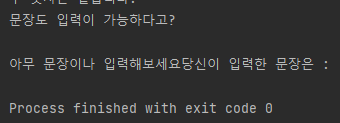 문장도 입력이 가능하다고?
아무 문장이나 입력해보세요당신이 입력한 문장은 :
Process finished with exit code 0